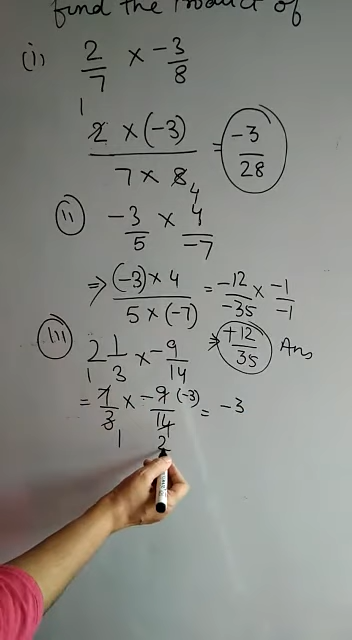 find the Product of
(i) 2/7 × -3/8
1
2 × (-3) / 7 × 8 4 = -3/28
(ii) -3/5 × 4/-7
=> (-3) × 4 / 5 × (-7) = -12/-35 × -1/-1
(iii) 2 1/3 × -9/14 => +12/35 Ans
1
= 7/3 × -9/14 (-3) = -3
1 2